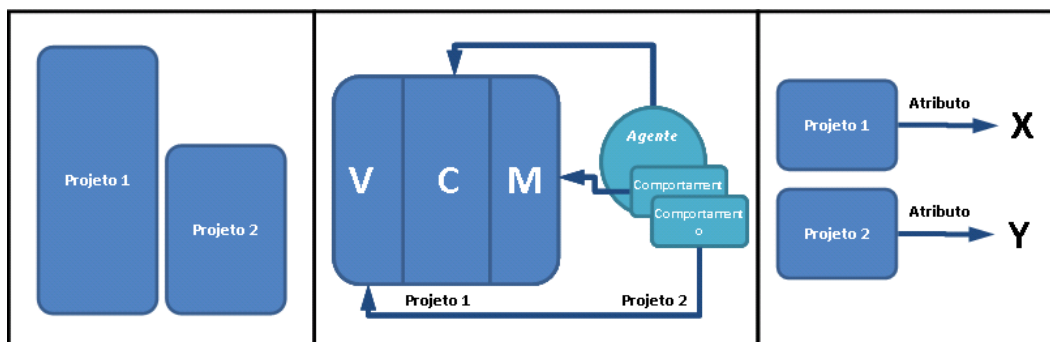 Projeto 1
Projeto 2
V
C
M
Agente
Comportament
Comportament
o
Projeto 1
Projeto 2
Projeto 1
Atributo
X
Projeto 2
Atributo
Y